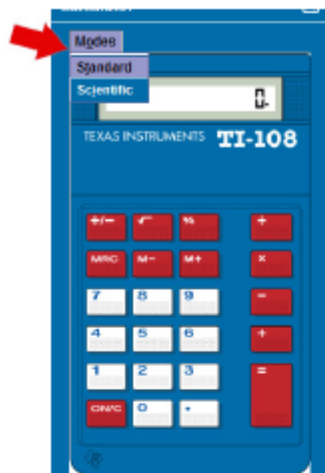 Modes
Standard
Scientific
0.
TEXAS INSTRUMENTS TI-108
+/− √ % ÷
MRC M− M+ ×
7 8 9 −
4 5 6 +
1 2 3 =
ON/C 0 .